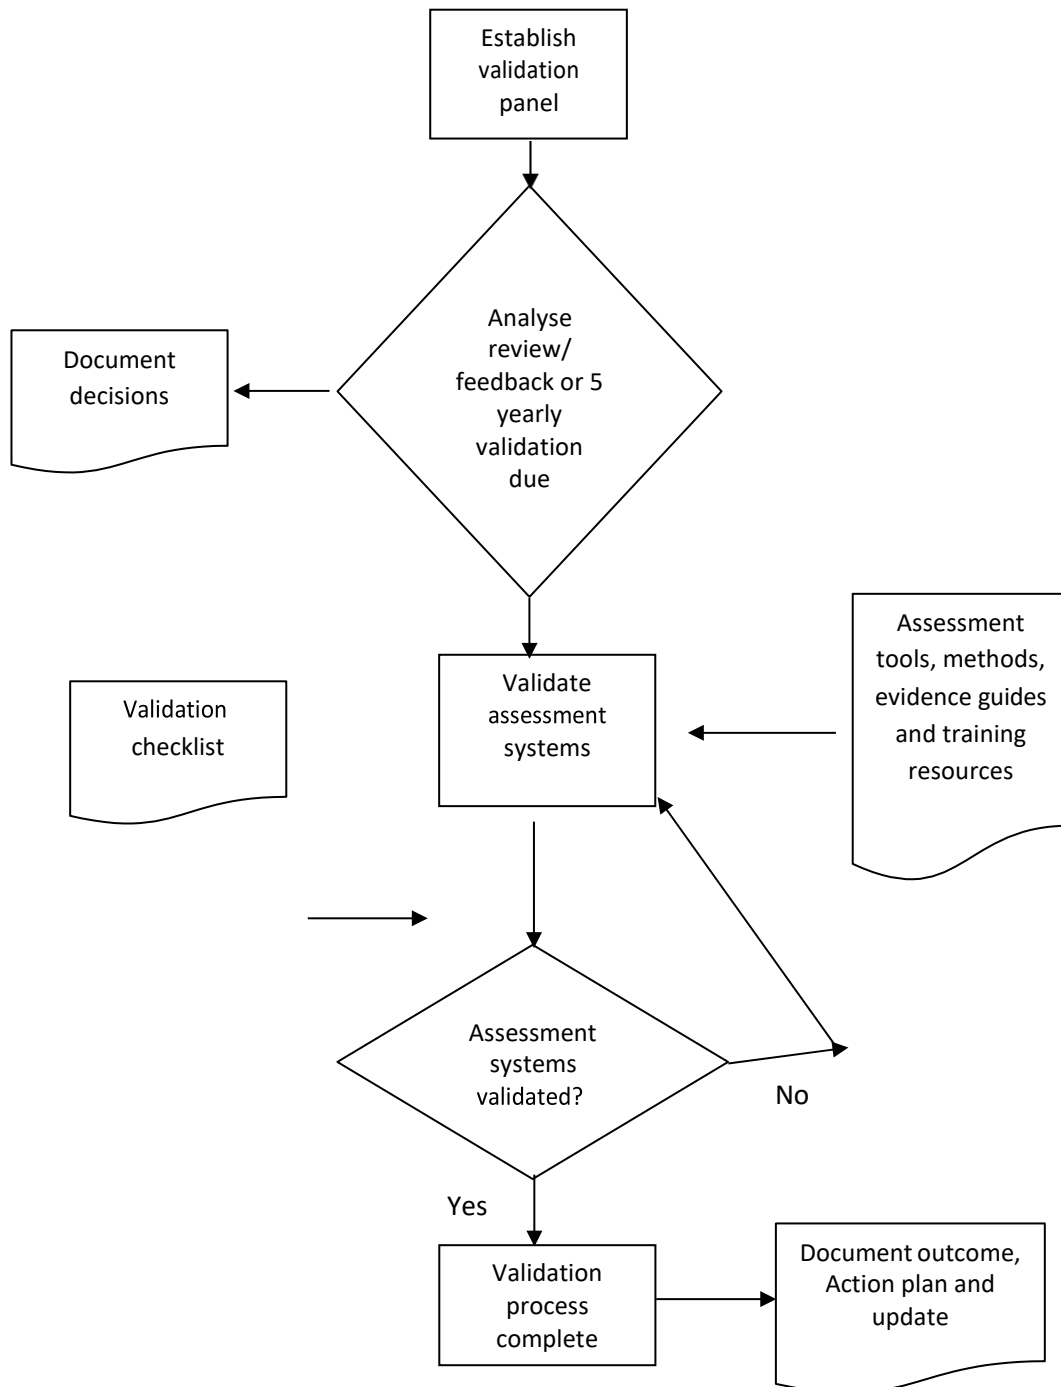 Establish
validation
panel
Analyse
review/
feedback or 5
yearly
validation
due
Document
decisions
Assessment
tools, methods,
evidence guides
and training
resources
Validate
assessment
systems
Validation
checklist
Assessment
systems
validated?
No
Yes
Validation
process
complete
Document outcome,
Action plan and
update